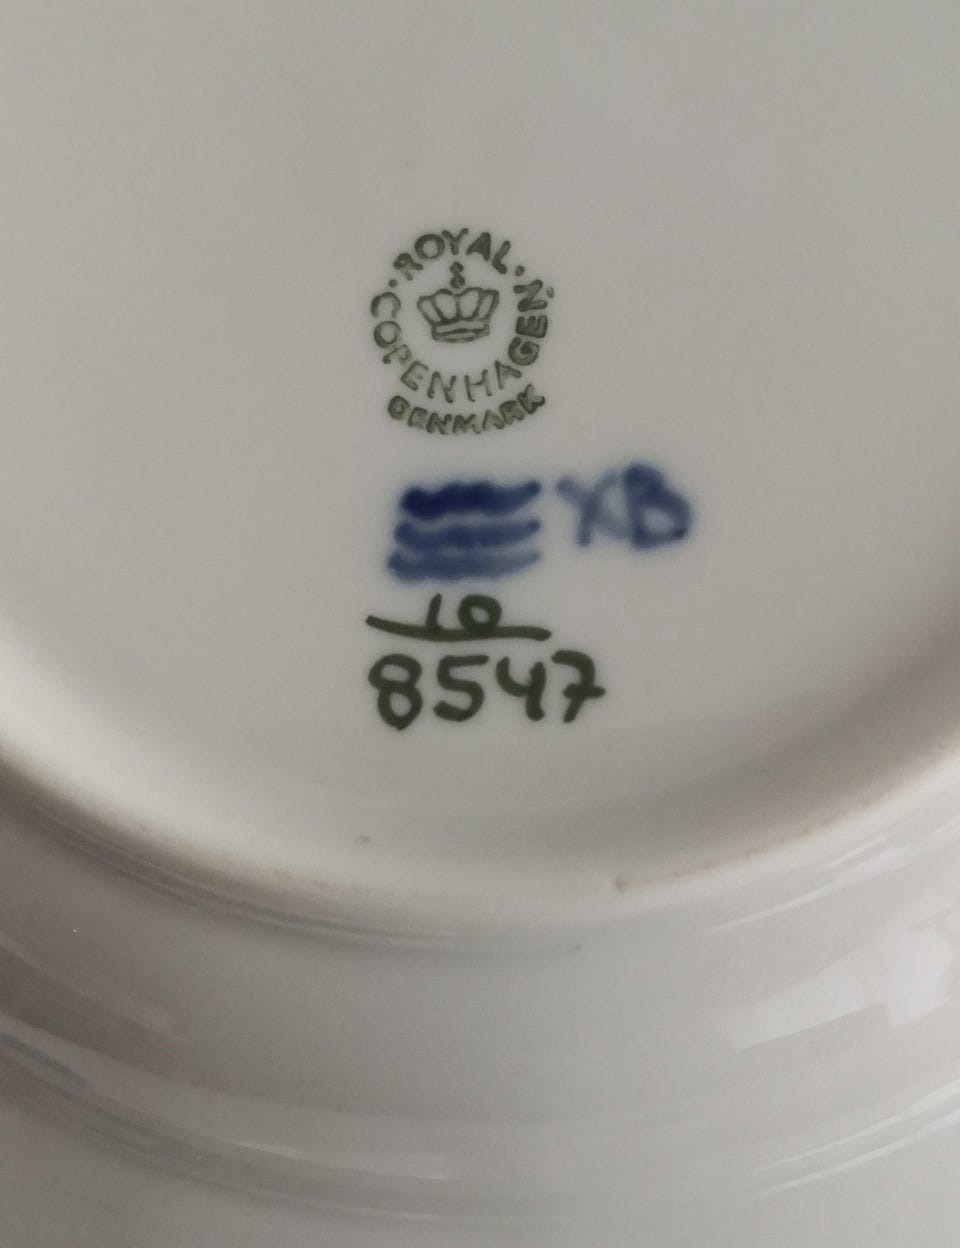 ROYAL
COPENHAGEN
DENMARK
XB
10
8547